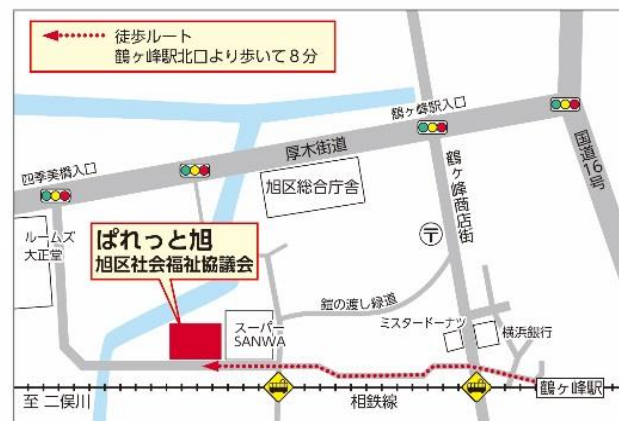 徒歩ルート
鶴ヶ峰駅北口より歩いて８分
鶴ヶ峰駅入口
厚木街道
国道16号
四季美橋入口
旭区総合庁舎
鶴ヶ峰商店街
ルームズ
大正堂
ぱれっと旭
旭区社会福祉協議会
〒
鎧の渡し緑道
スーパー
SANWA
ミスタードーナツ
横浜銀行
鶴ヶ峰駅
至 二俣川
相鉄線